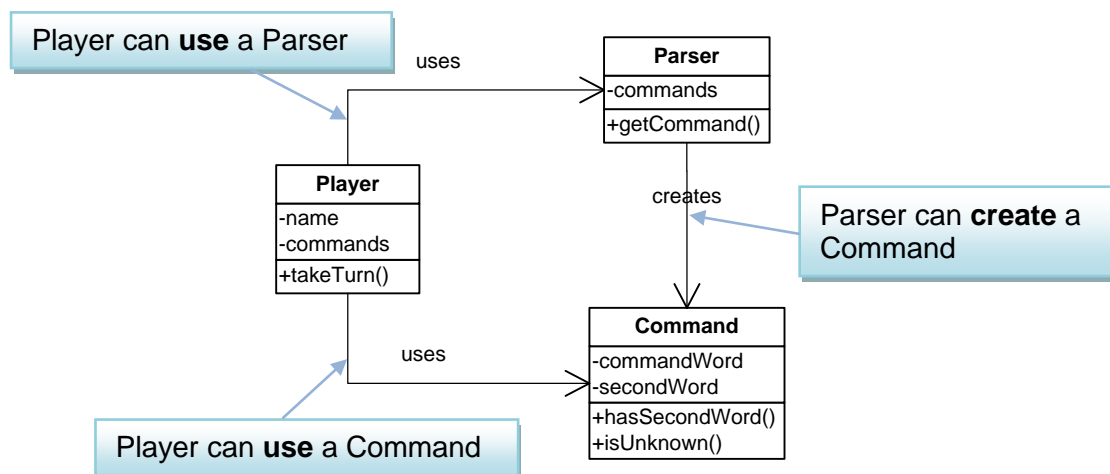 Player can use a Parser
uses
Parser
-commands
+getCommand()
Player
-name
-commands
+takeTurn()
creates
Parser can create a
Command
uses
Command
-commandWord
-secondWord
+hasSecondWord()
+isUnknown()
Player can use a Command